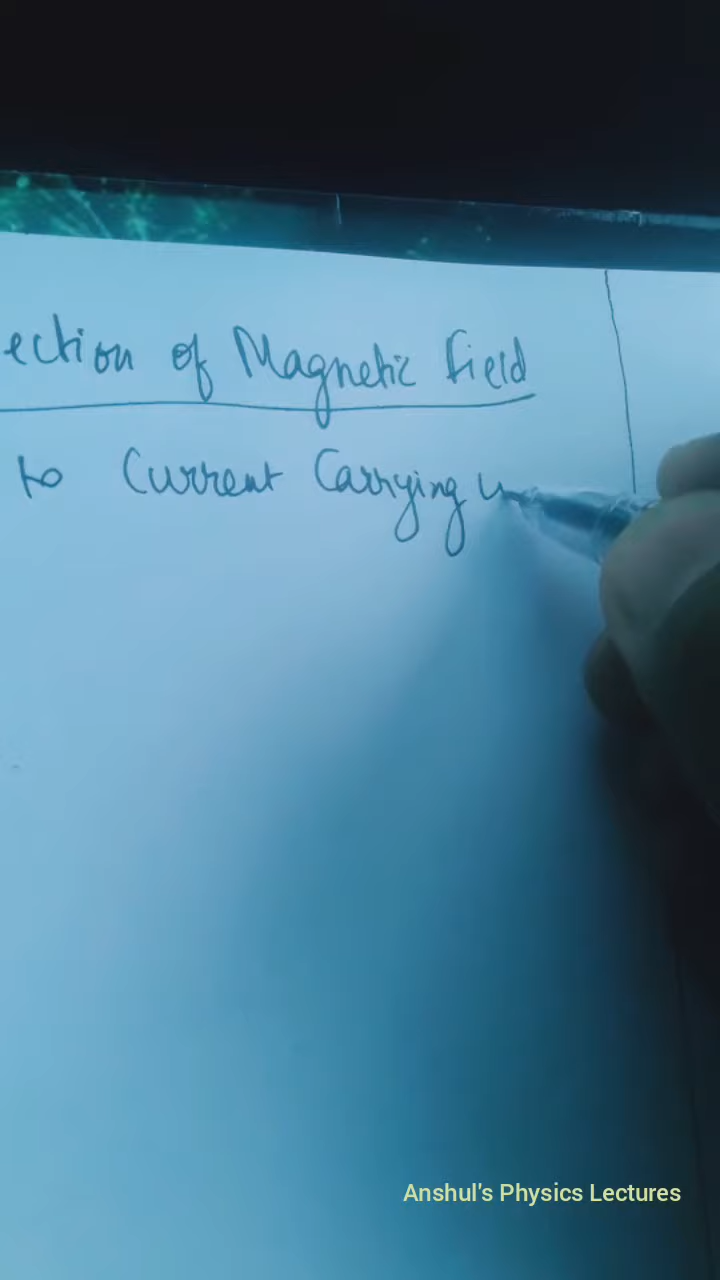 ection of Magnetic Field
to Current Carrying
Anshul's Physics Lectures